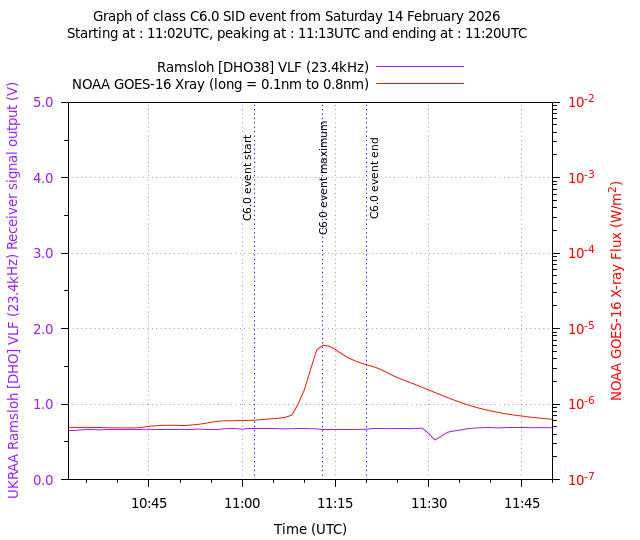 Graph of class C6.0 SID event from Saturday 14 February 2026
Starting at : 11:02UTC, peaking at : 11:13UTC and ending at : 11:20UTC
Ramsloh [DHO38] VLF (23.4kHz)
NOAA GOES-16 Xray (long = 0.1nm to 0.8nm)
UKRAA Ramsloh [DHO] VLF (23.4kHz) Receiver signal output (V)
5.0
4.0
3.0
2.0
1.0
0.0
C6.0 event start
C6.0 event maximum
C6.0 event end
10⁻²
10⁻³
10⁻⁴
10⁻⁵
10⁻⁶
10⁻⁷
NOAA GOES-16 X-ray Flux (W/m²)
10:45 11:00 11:15 11:30 11:45
Time (UTC)